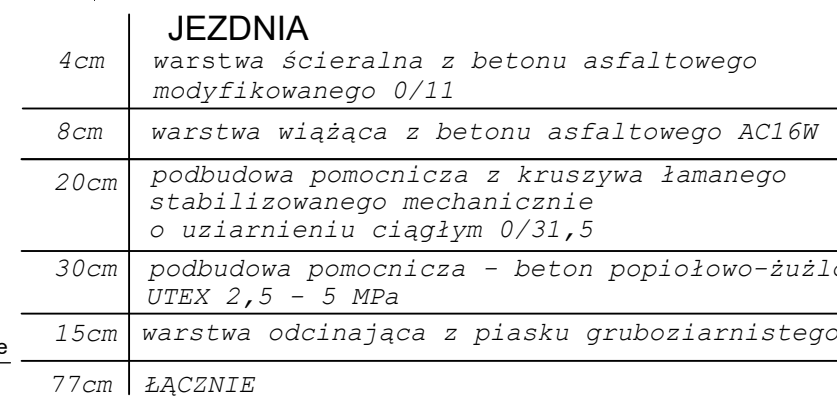 JEZDNIA
4cm warstwa ścieralna z betonu asfaltowego
modyfikowanego 0/11
8cm warstwa wiążąca z betonu asfaltowego AC16W
20cm podbudowa pomocnicza z kruszywa łamanego
stabilizowanego mechanicznie
o uziarnieniu ciągłym 0/31,5
30cm podbudowa pomocnicza - beton
UTEX 2,5 - 5 MPa
15cm warstwa odcinająca z piasku gruboziarnistego
77cm ŁĄCZNIE